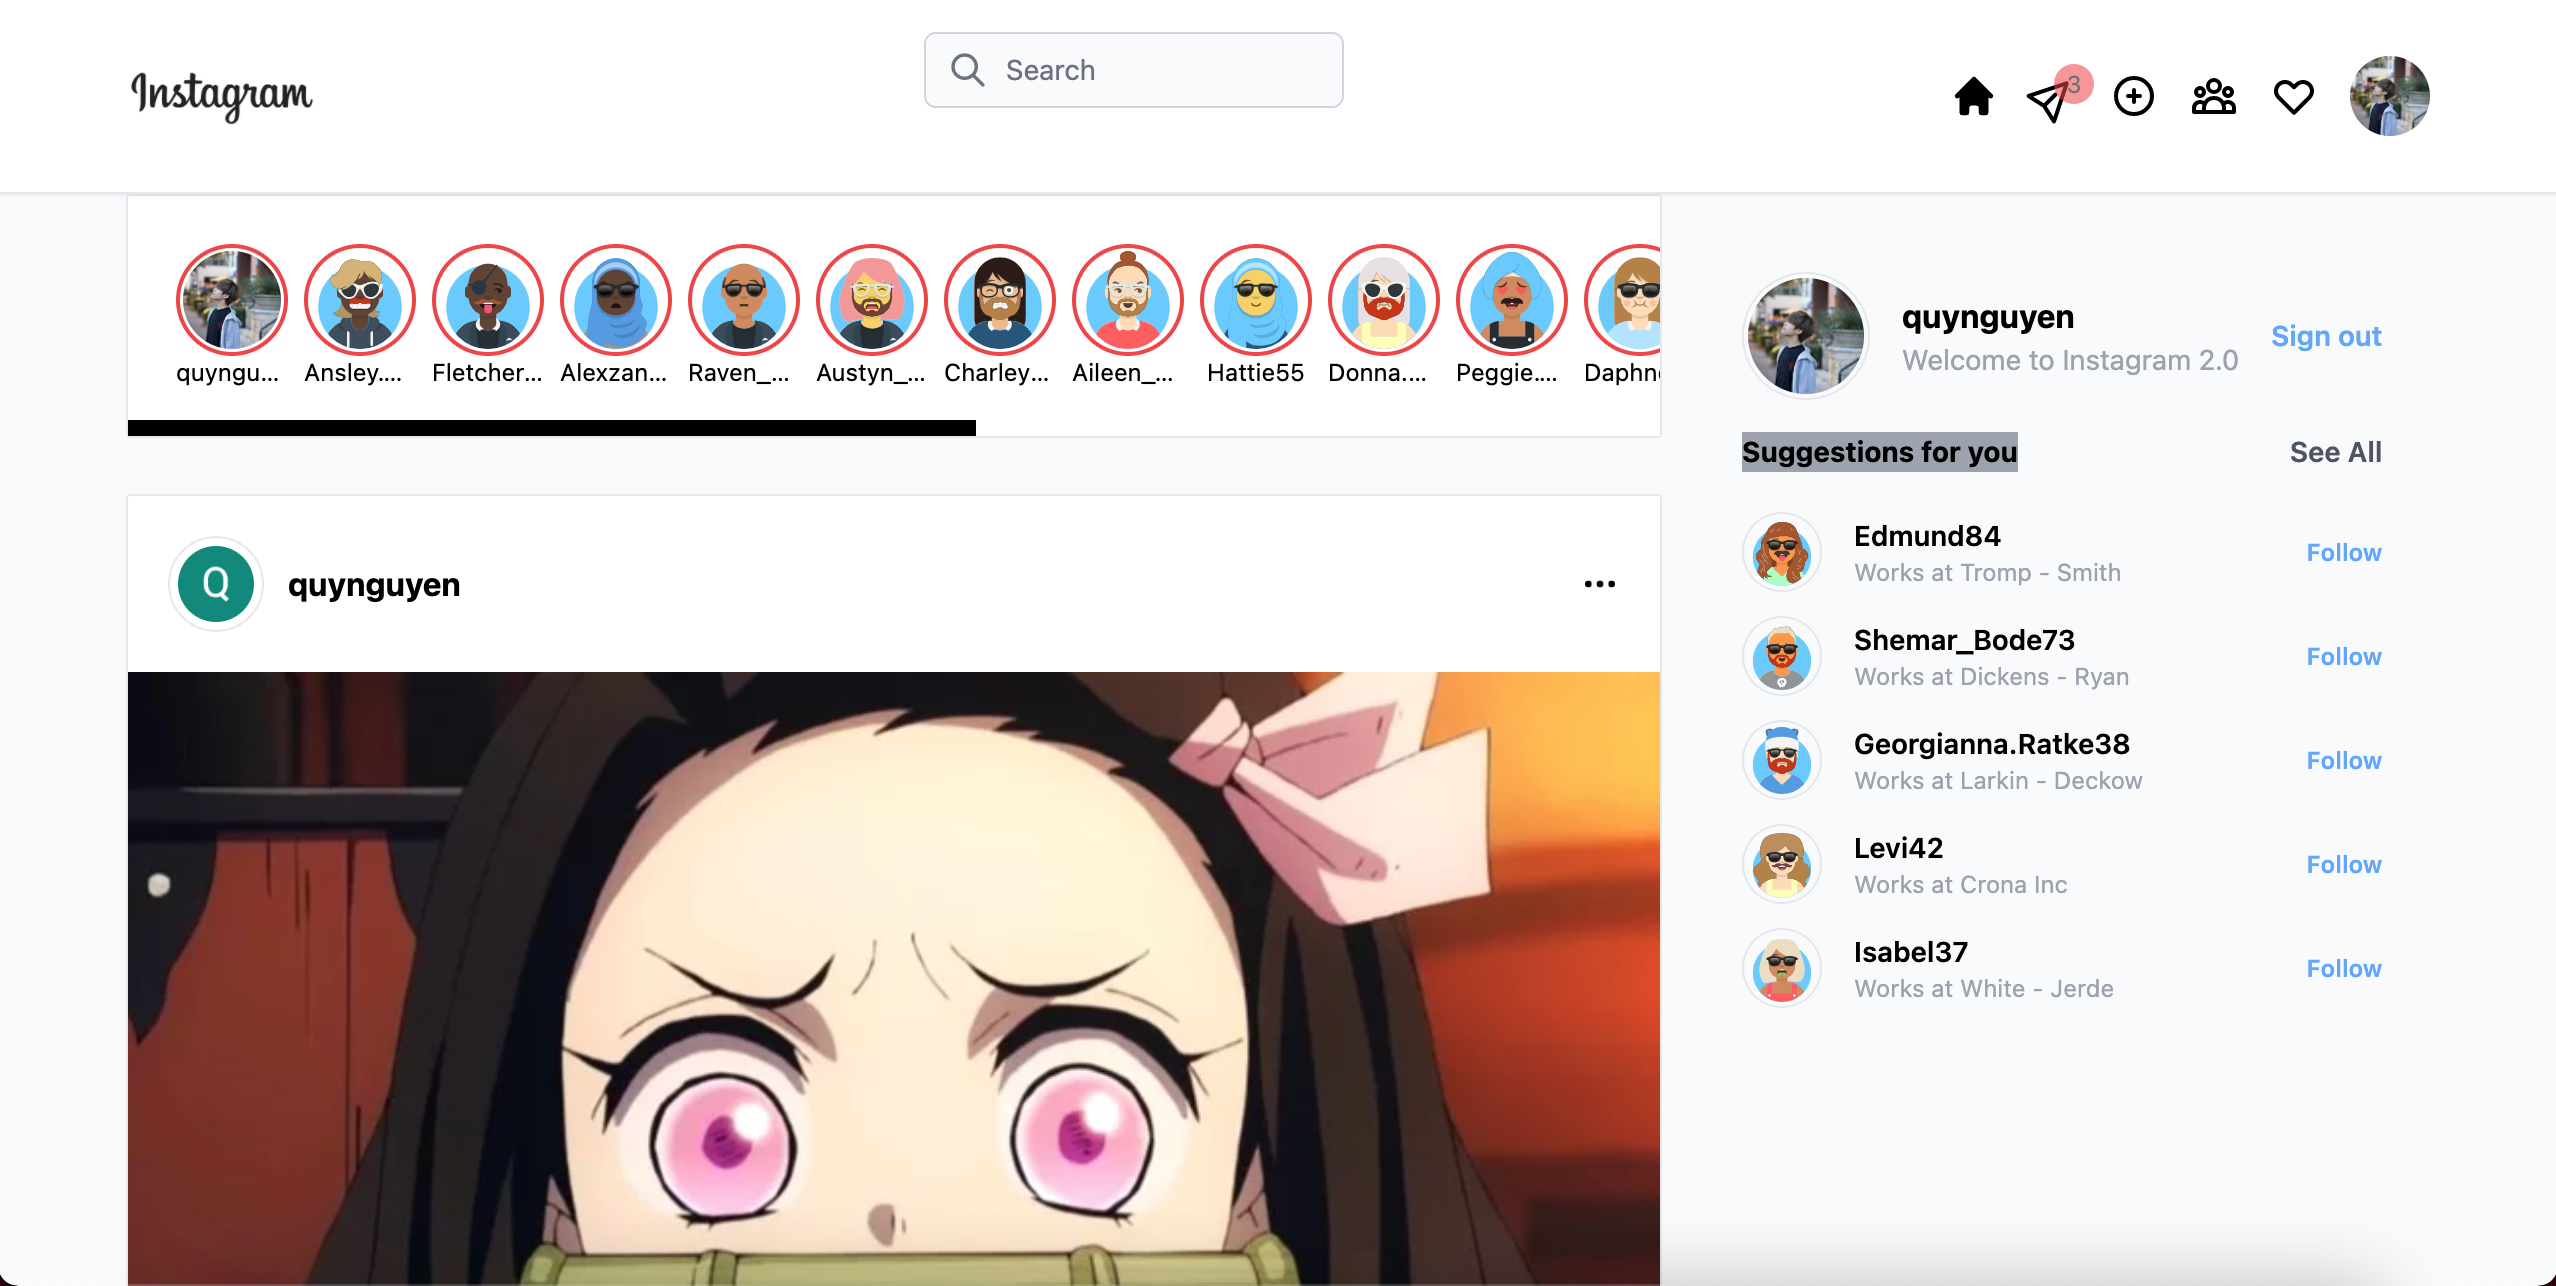 Instagram
Search
3
quyngu...
Ansley....
Fletcher...
Alexzan...
Raven_...
Austyn_...
Charley...
Aileen_...
Hattie55
Donna....
Peggie....
Daphn
quynguyen
Welcome to Instagram 2.0
Sign out
Suggestions for you
See All
Q
quynguyen
Edmund84
Works at Tromp - Smith
Follow
Shemar_Bode73
Works at Dickens - Ryan
Follow
Georgianna.Ratke38
Works at Larkin - Deckow
Follow
Levi42
Works at Crona Inc
Follow
Isabel37
Works at White - Jerde
Follow